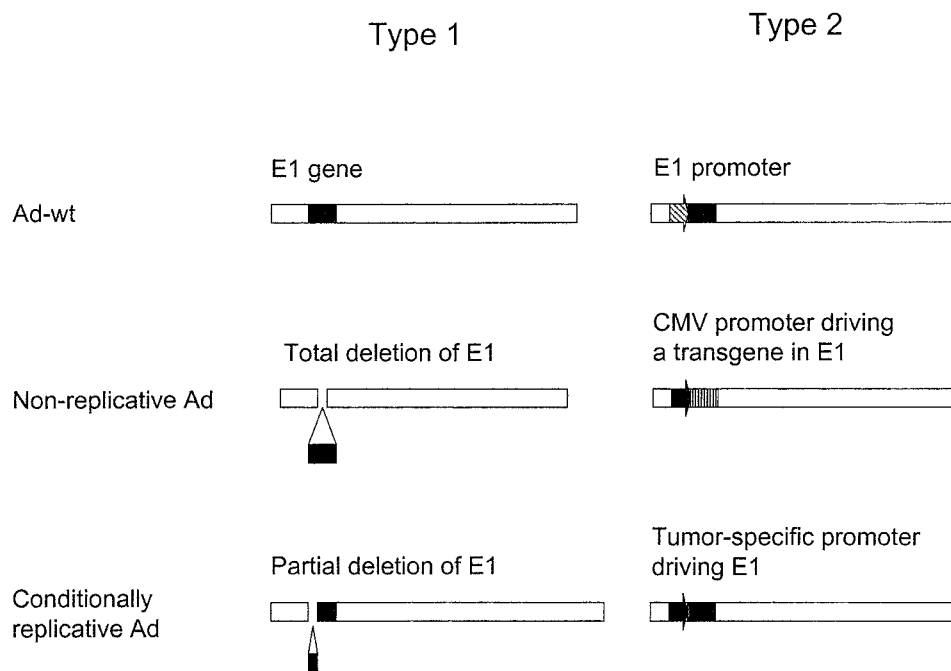 Type 1
Type 2
E1 gene
E1 promoter
Ad-wt
Total deletion of E1
CMV promoter driving
a transgene in E1
Non-replicative Ad
Partial deletion of E1
Tumor-specific promoter
driving E1
Conditionally
replicative Ad